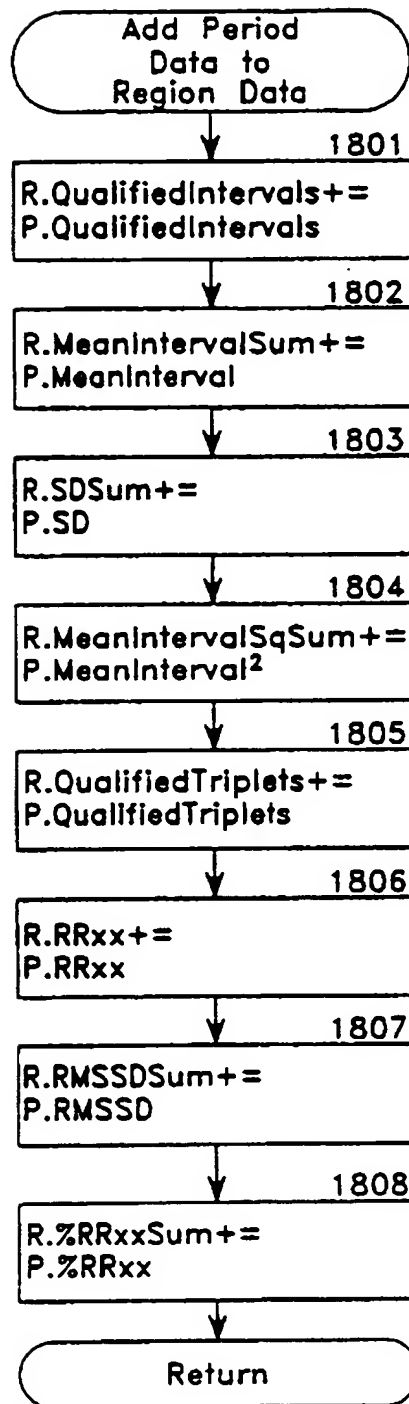 Add Period
Data to
Region Data
1801
R.QualifiedIntervals+=
P.QualifiedIntervals
1802
R.MeanIntervalSum+=
P.MeanInterval
1803
R.SDSum+=
P.SD
1804
R.MeanIntervalSqSum+=
P.MeanInterval²
1805
R.QualifiedTriplets+=
P.QualifiedTriplets
1806
R.RRxx+=
P.RRxx
1807
R.RMSSDSum+=
P.RMSSD
1808
R.%RRxxSum+=
P.%RRxx
Return